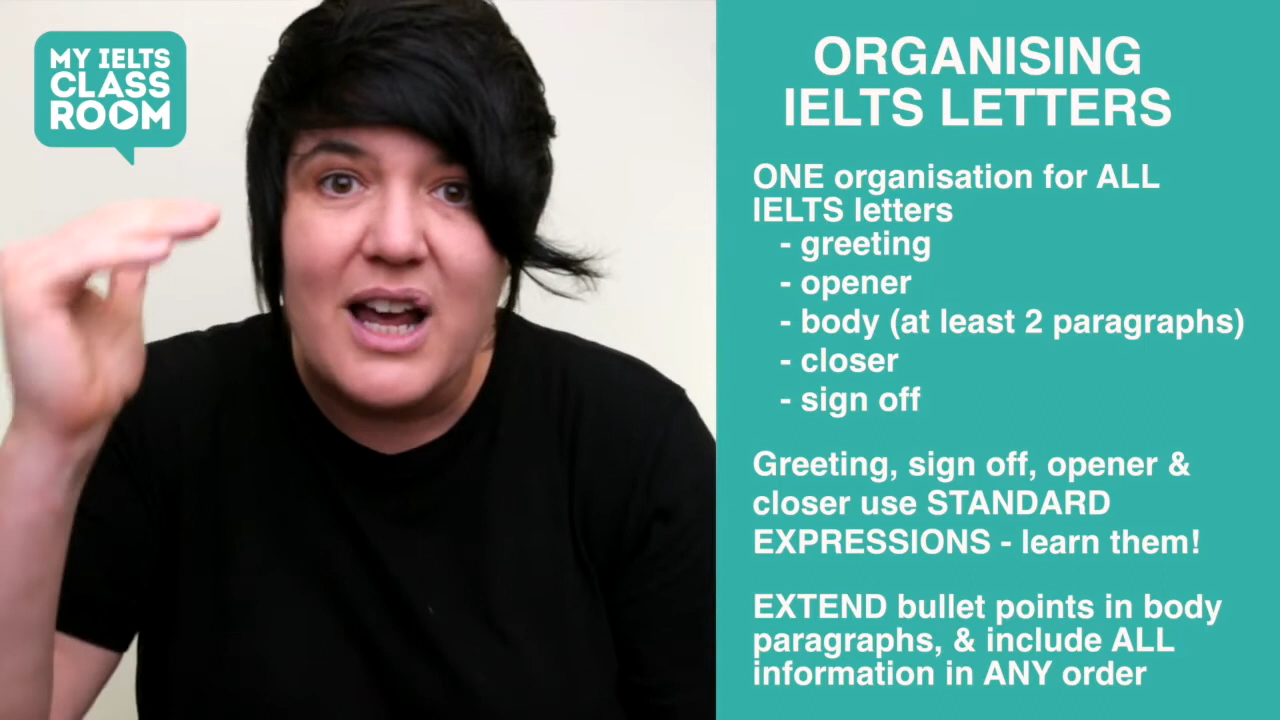 MY IELTS
CLASS
ROOM
ORGANISING
IELTS LETTERS
ONE organisation for ALL
IELTS letters
- greeting
- opener
- body (at least 2 paragraphs)
- closer
- sign off
Greeting, sign off, opener &
closer use STANDARD
EXPRESSIONS - learn them!
EXTEND bullet points in body
paragraphs, & include ALL
information in ANY order